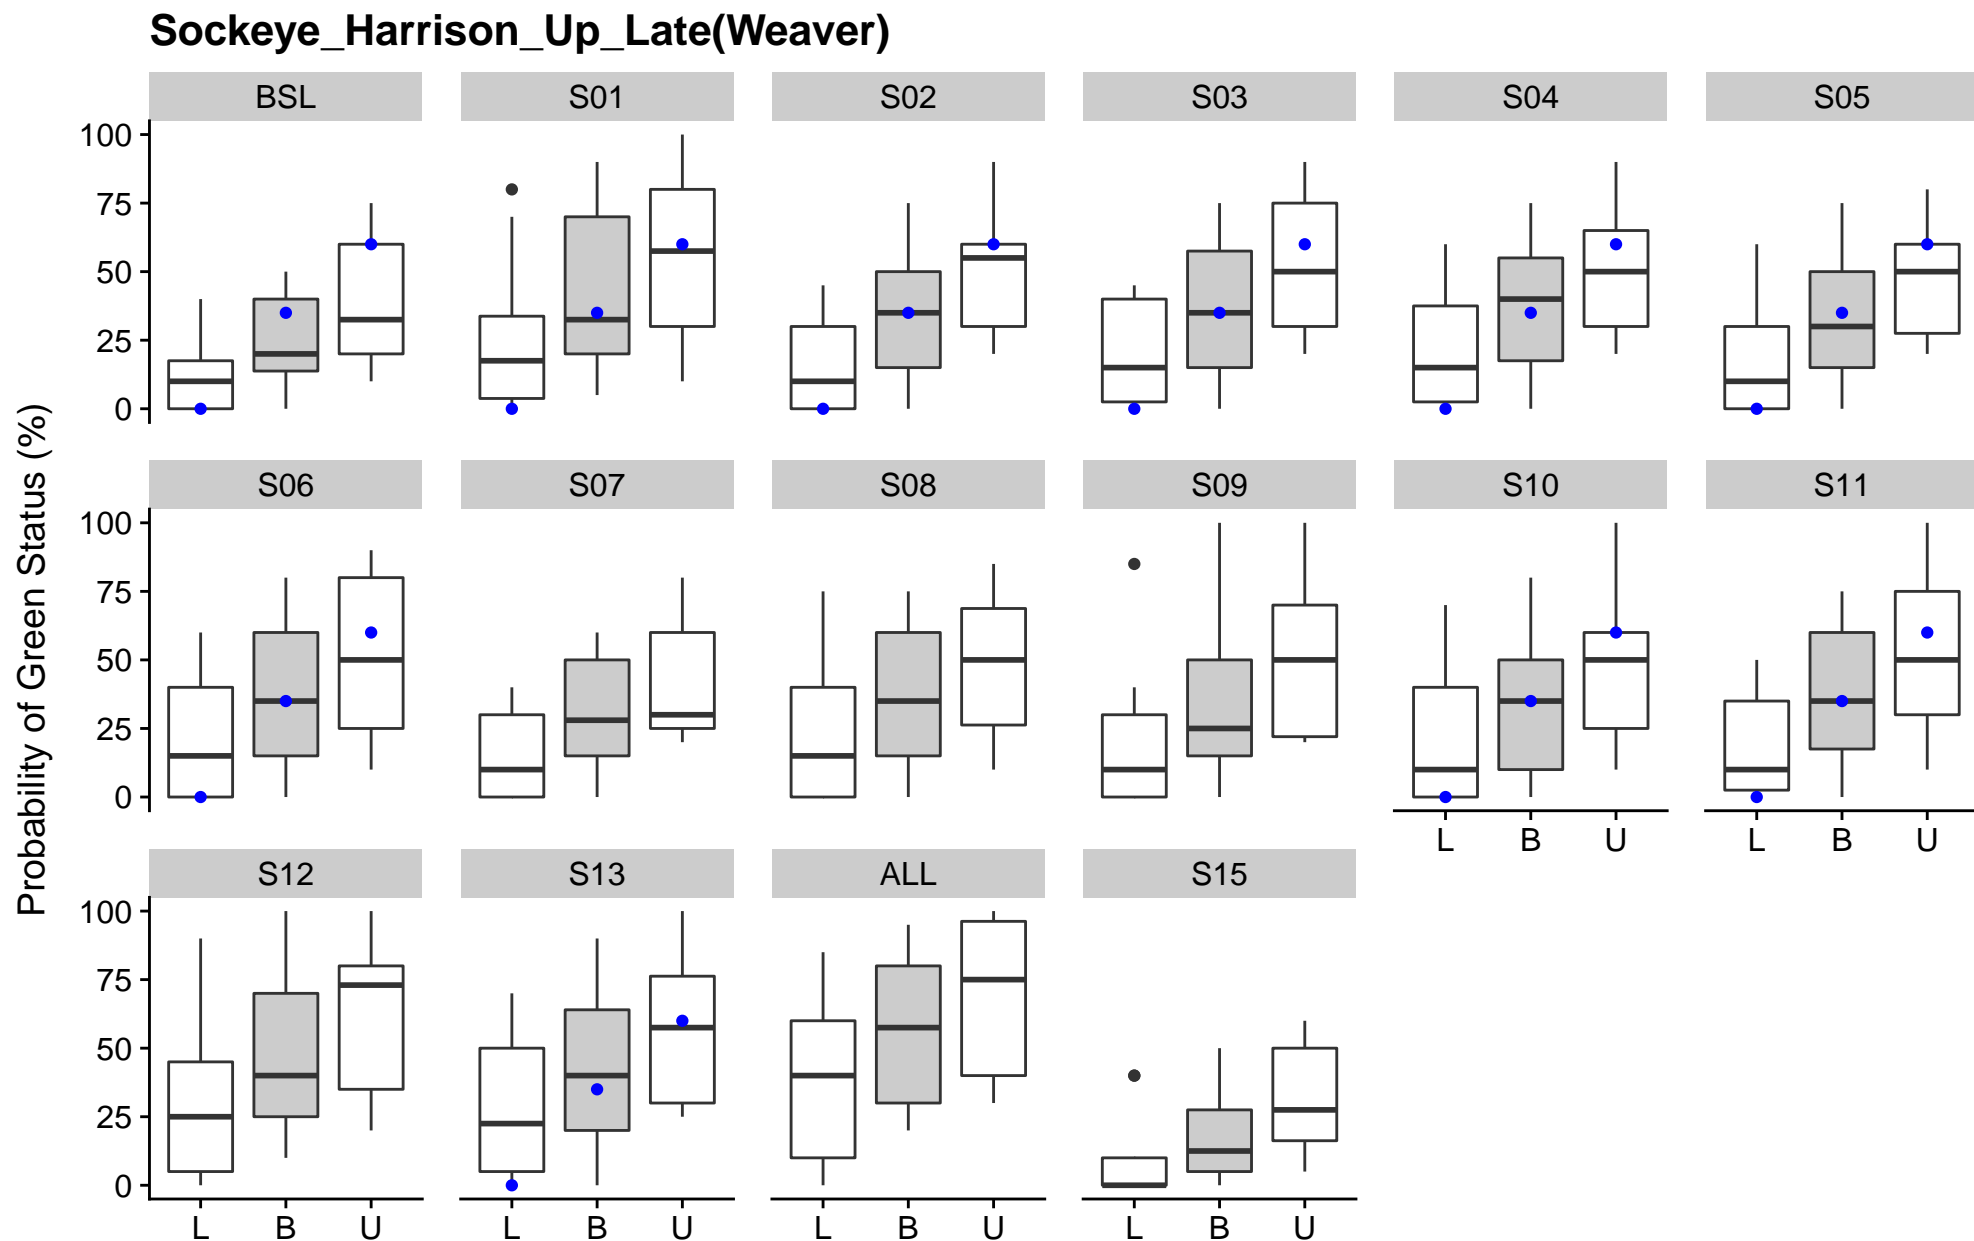 Sockeye_Harrison_Up_Late(Weaver)
Probability of Green Status (%)
BSL S01 S02 S03 S04 S05
100
75
50
25
0
S06 S07 S08 S09 S10 S11
100
75
50
25
0
L B U L B U
S12 S13 ALL S15
100
75
50
25
0
L B U L B U L B U L B U